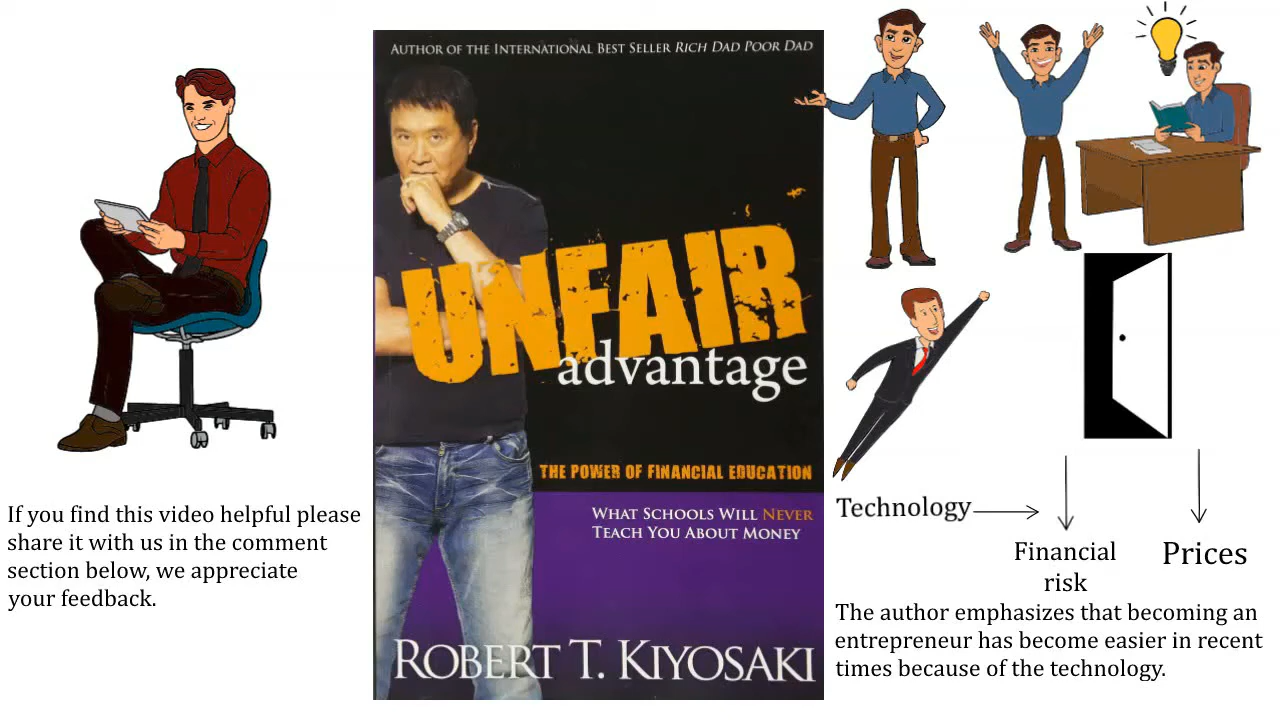 If you find this video helpful please
share it with us in the comment
section below, we appreciate
your feedback.
AUTHOR OF THE INTERNATIONAL BEST SELLER RICH DAD POOR DAD
UNFAIR
advantage
THE POWER OF FINANCIAL EDUCATION
WHAT SCHOOLS WILL NEVER
TEACH YOU ABOUT MONEY
ROBERT T. KIYOSAKI
Technology
Financial
risk
Prices
The author emphasizes that becoming an
entrepreneur has become easier in recent
times because of the technology.